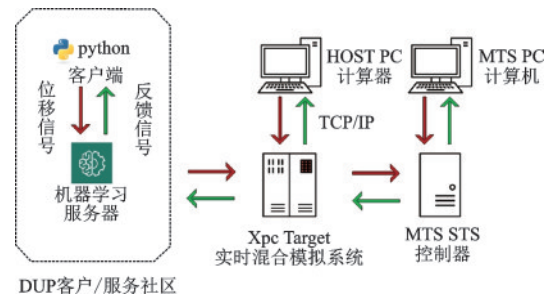 python
客户端
位移信号
反馈信号
机器学习
服务器
DUP客户/服务社区
HOST PC
计算器
TCP/IP
Xpc Target
实时混合模拟系统
MTS PC
计算机
MTS STS
控制器